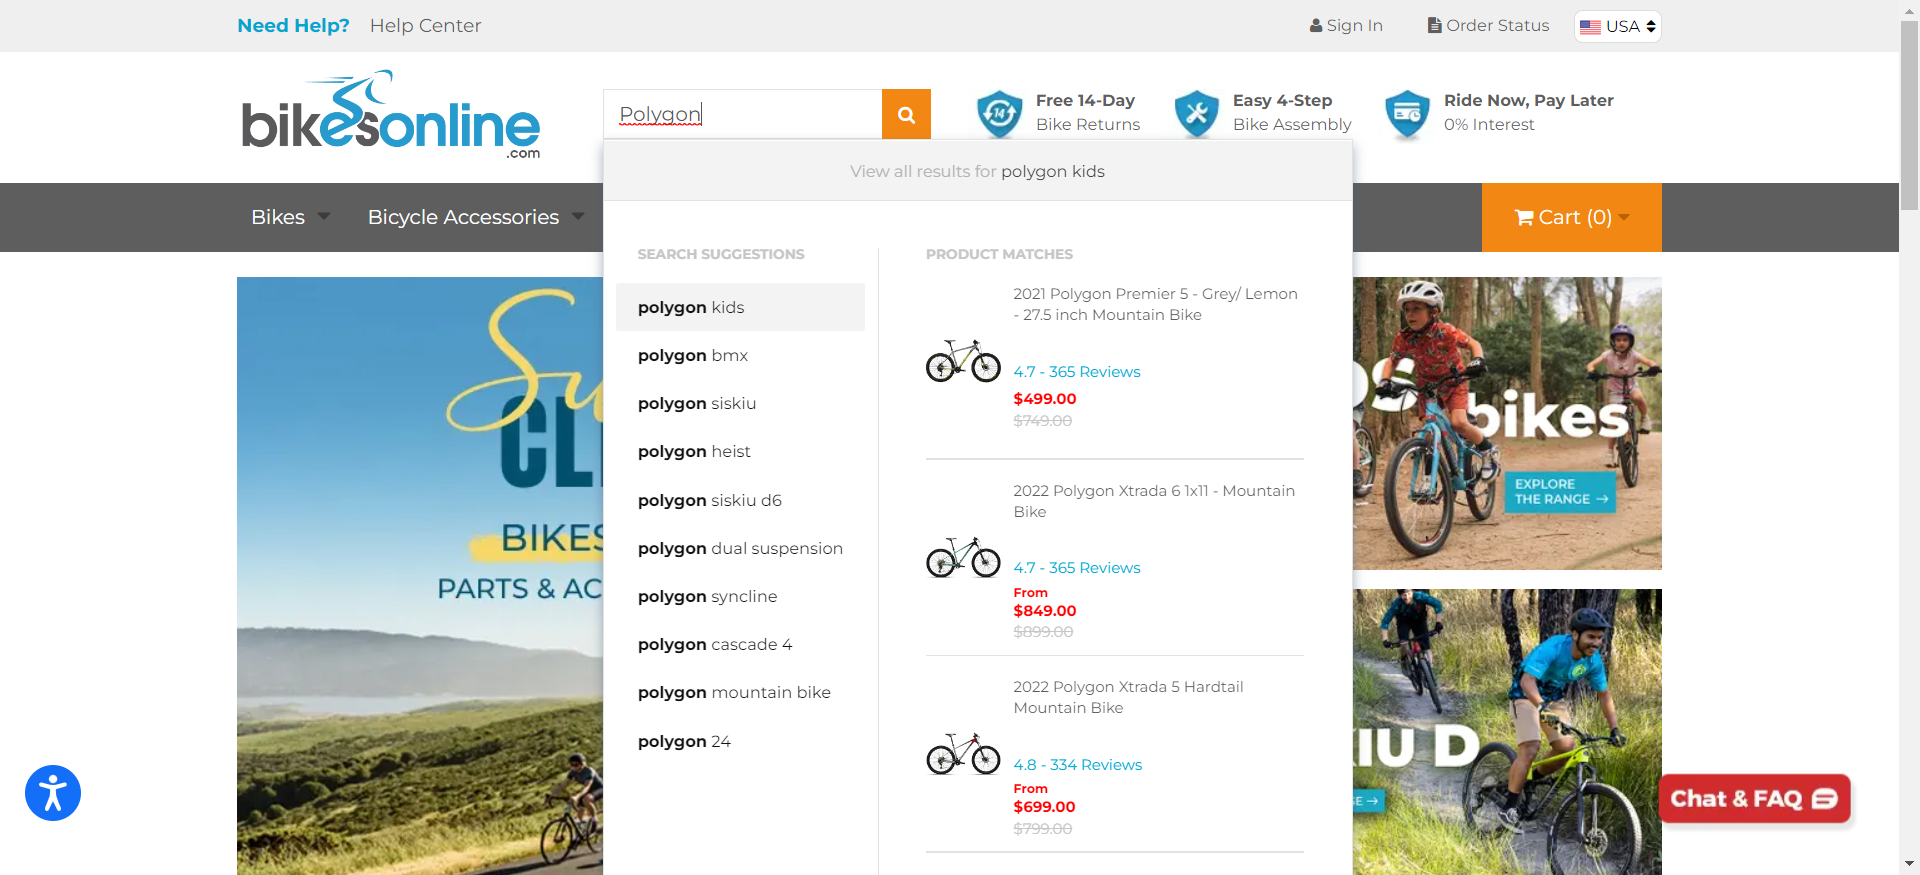 Need Help? Help Center
Sign In
Order Status
USA
bikesonline
.com
Polygon
Free 14-Day
Bike Returns
14
Easy 4-Step
Bike Assembly
Ride Now, Pay Later
0% Interest
Bikes
Bicycle Accessories
Cart (0)
View all results for polygon kids
SEARCH SUGGESTIONS
polygon kids
polygon bmx
polygon siskiu
polygon heist
polygon siskiu d6
polygon dual suspension
polygon syncline
polygon cascade 4
polygon mountain bike
polygon 24
PRODUCT MATCHES
2021 Polygon Premier 5 - Grey/ Lemon
- 27.5 inch Mountain Bike
4.7 - 365 Reviews
$499.00
$749.00
2022 Polygon Xtrada 6 1x11 - Mountain
Bike
4.7 - 365 Reviews
From
$849.00
$899.00
2022 Polygon Xtrada 5 Hardtail
Mountain Bike
4.8 - 334 Reviews
From
$699.00
$799.00
Su
CL
BIKES
PARTS & AC
DS
bikes
EXPLORE
THE RANGE →
IU D
GE →
Chat & FAQ